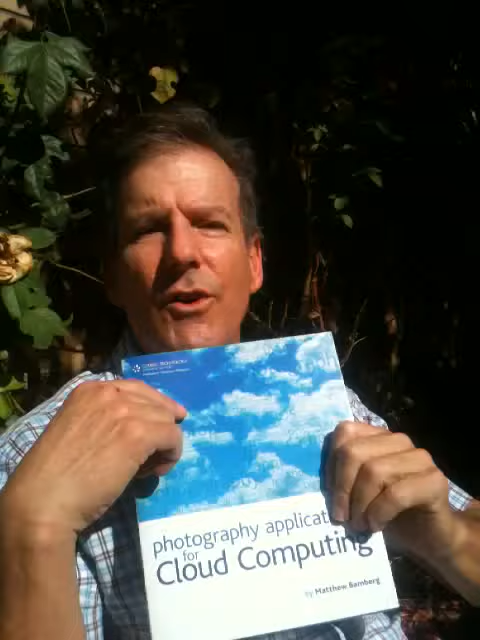 photography applicat
for
Cloud Computing
by Matthew Bamberg